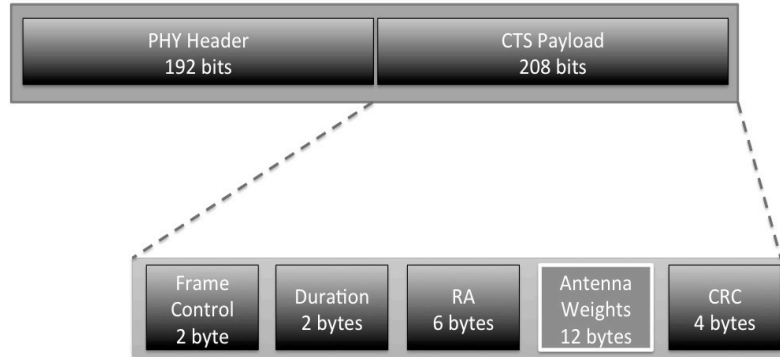 PHY Header
192 bits
CTS Payload
208 bits
Frame
Control
2 byte
Duration
2 bytes
RA
6 bytes
Antenna
Weights
12 bytes
CRC
4 bytes